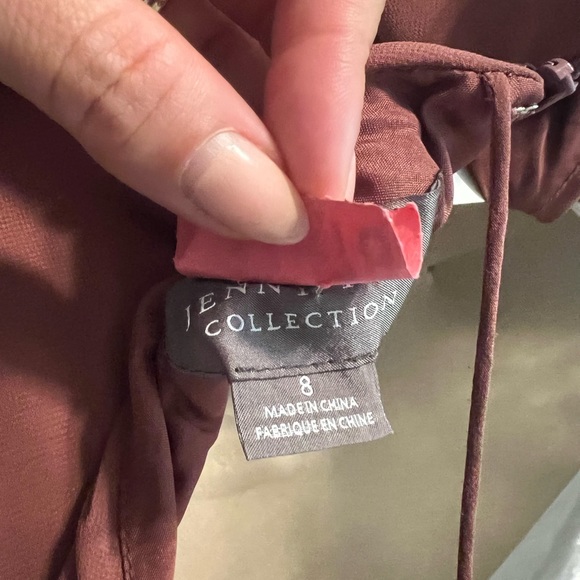 COLLECTION
8
MADE IN CHINA
FABRIQUE EN CHINE